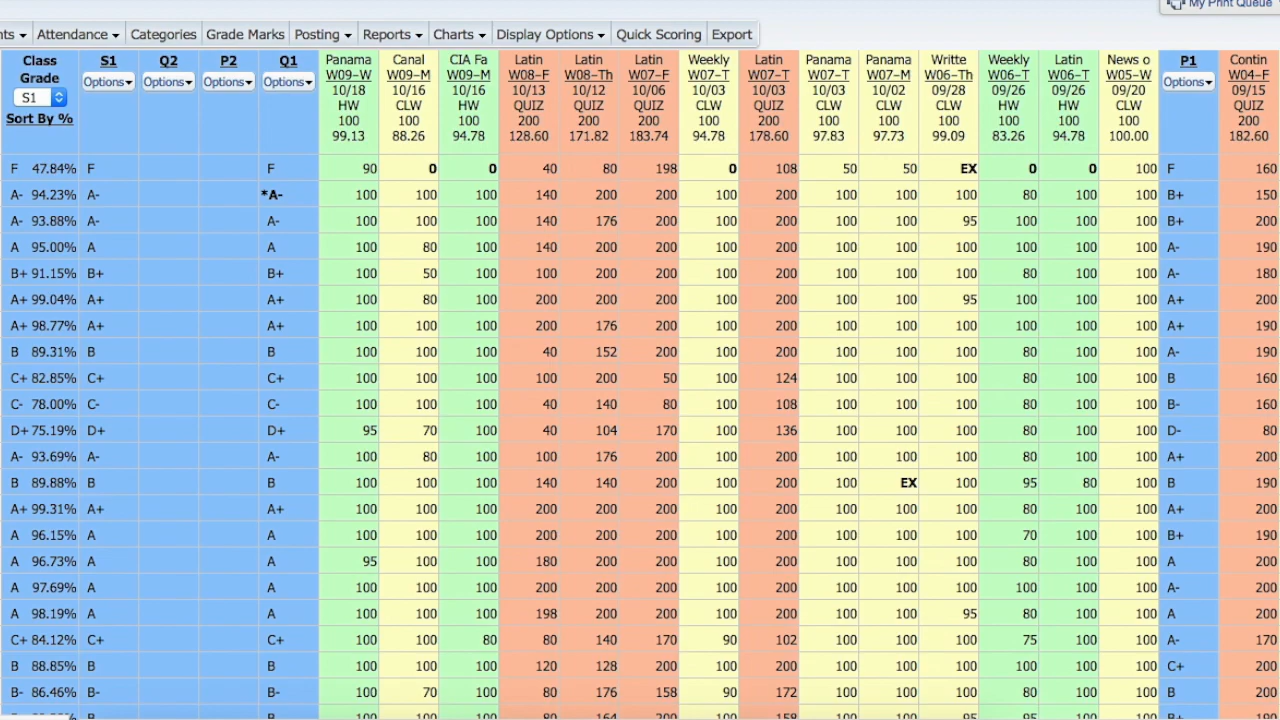 My Print Queue
nts Attendance Categories Grade Marks Posting Reports Charts Display Options Quick Scoring Export
Class S1 Q2 P2 Q1 Panama Canal CIA Fa Latin Latin Latin Weekly Latin Panama Panama Writte Weekly Latin News o P1 Contin
Grade Options Options Options Options W09-W W09-M W09-M W08-F W08-Th W07-F W07-T W07-T W07-T W07-M W06-Th W06-T W06-T W05-W Options W04-F
S1 10/18 10/16 10/16 10/13 10/12 10/06 10/03 10/03 10/03 10/02 09/28 09/26 09/15 09/20 09/15
HW CLW HW QUIZ QUIZ QUIZ CLW QUIZ CLW CLW CLW HW HW CLW QUIZ
Sort By % 100 100 100 200 200 200 100 200 100 100 100 100 100 100 200
99.13 88.26 94.78 128.60 171.82 183.74 94.78 178.60 97.83 97.73 99.09 83.26 94.78 100.00 182.60
F 47.84% F F 90 0 0 40 80 198 0 108 50 50 EX 0 0 100 F 160
A- 94.23% A- *A- 100 100 100 140 200 200 100 200 100 100 100 80 100 100 B+ 150
A- 93.88% A- A- 100 100 100 140 176 200 100 200 100 100 95 100 100 100 B+ 200
A 95.00% A A 100 80 100 140 200 200 100 200 100 100 100 100 100 100 A- 190
B+ 91.15% B+ B+ 100 50 100 100 200 200 100 200 100 100 100 80 100 100 A- 180
A+ 99.04% A+ A+ 100 80 100 200 200 200 100 200 100 100 95 100 100 100 A+ 200
A+ 98.77% A+ A+ 100 100 100 200 176 200 100 200 100 100 100 100 100 100 A+ 190
B 89.31% B B 100 100 100 40 152 200 100 200 100 100 100 80 100 100 A- 190
C+ 82.85% C+ C+ 100 100 100 100 200 50 100 124 100 100 100 80 100 100 B 160
C- 78.00% C- C- 100 100 100 40 140 80 100 108 100 100 100 80 100 100 B- 160
D+ 75.19% D+ D+ 95 70 100 40 104 170 100 136 100 100 100 80 100 100 D- 80
A- 93.69% A- A- 100 80 100 100 176 200 100 200 100 100 100 80 100 100 A+ 200
B 89.88% B B 100 100 100 140 140 200 100 200 100 EX 100 95 80 100 B 190
A+ 99.31% A+ A+ 100 100 100 200 200 200 100 200 100 100 100 80 100 100 A+ 200
A 96.15% A A 100 100 100 200 200 200 100 200 100 100 100 70 100 100 B+ 190
A 96.73% A A 95 100 100 180 200 200 100 200 100 100 100 80 100 100 A 200
A 97.69% A A 100 100 100 200 200 200 100 200 100 100 100 100 100 100 A- 200
A 98.19% A A 100 100 100 198 200 200 100 200 100 100 95 80 100 100 A 200
C+ 84.12% C+ C+ 100 100 80 80 140 170 90 102 100 100 100 75 100 100 A- 170
B 88.85% B B 100 100 100 120 128 200 100 200 100 100 100 100 100 100 C+ 200
B- 86.46% B- B- 100 70 100 80 176 158 90 172 100 100 100 80 100 100 B 200
B B 100 100 100 80 164 200 100 158 100 100 95 95 100 100 B+ 190